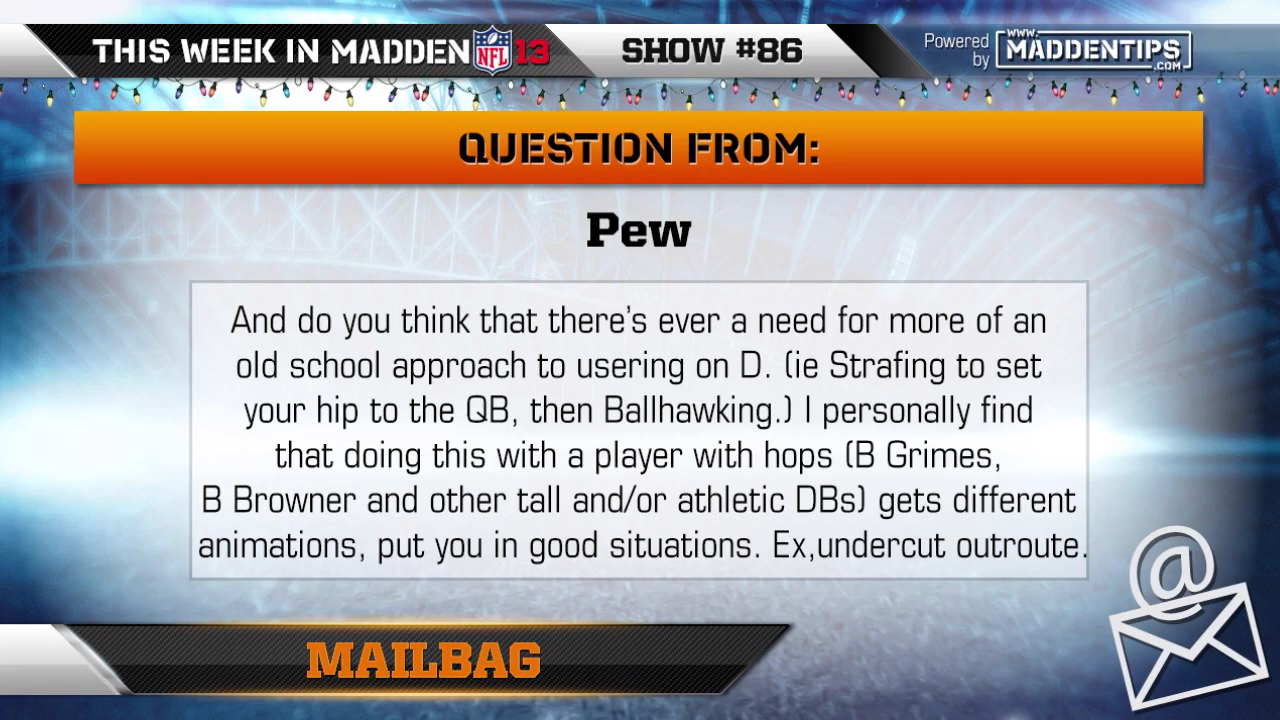 THIS WEEK IN MADDEN NFL 13
SHOW #86
Powered by
WWW.
MADDENTIPS
.COM
QUESTION FROM:
Pew
And do you think that there's ever a need for more of an
old school approach to usering on D. (ie Strafing to set
your hip to the QB, then Ballhawking.) I personally find
that doing this with a player with hops (B Grimes,
B Browner and other tall and/or athletic DBs) gets different
animations, put you in good situations. Ex,undercut outroute.
@
MAILBAG